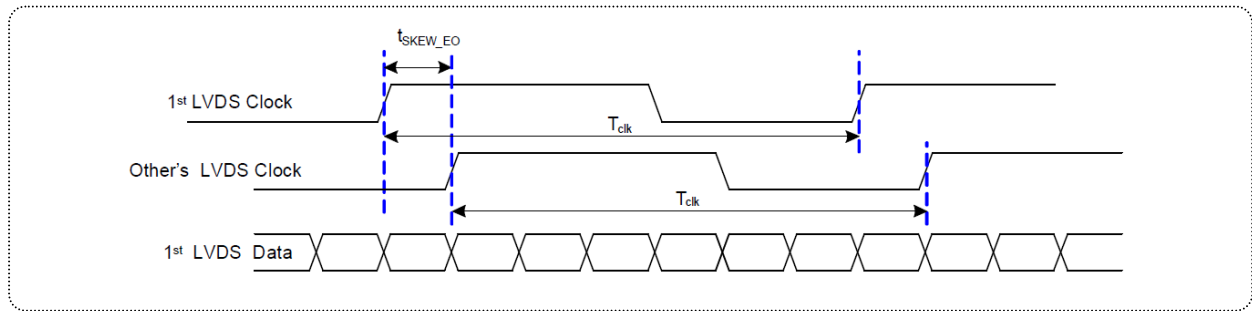 tSKEW_EO
1st LVDS Clock
Tclk
Other's LVDS Clock
Tclk
1st LVDS Data